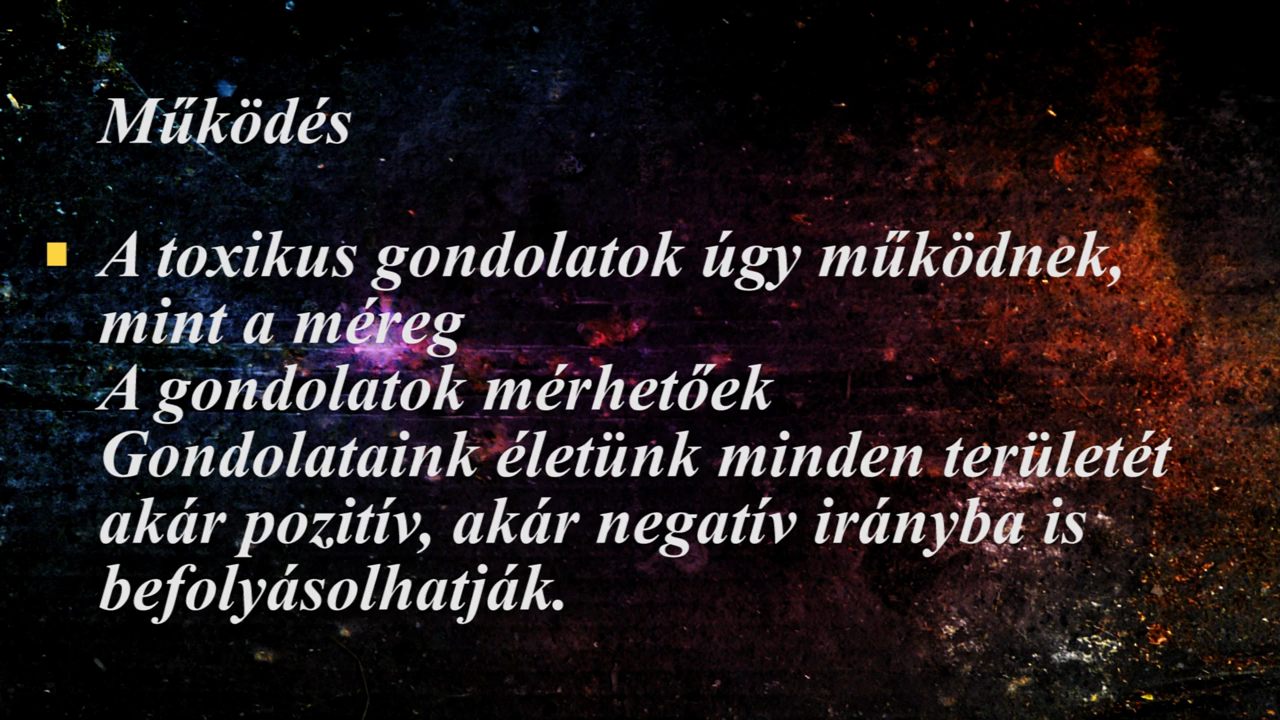 Működés
A toxikus gondolatok úgy működnek,
mint a méreg
A gondolatok mérhetőek
Gondolataink életünk minden területét
akár pozitív, akár negatív irányba is
befolyásolhatják.